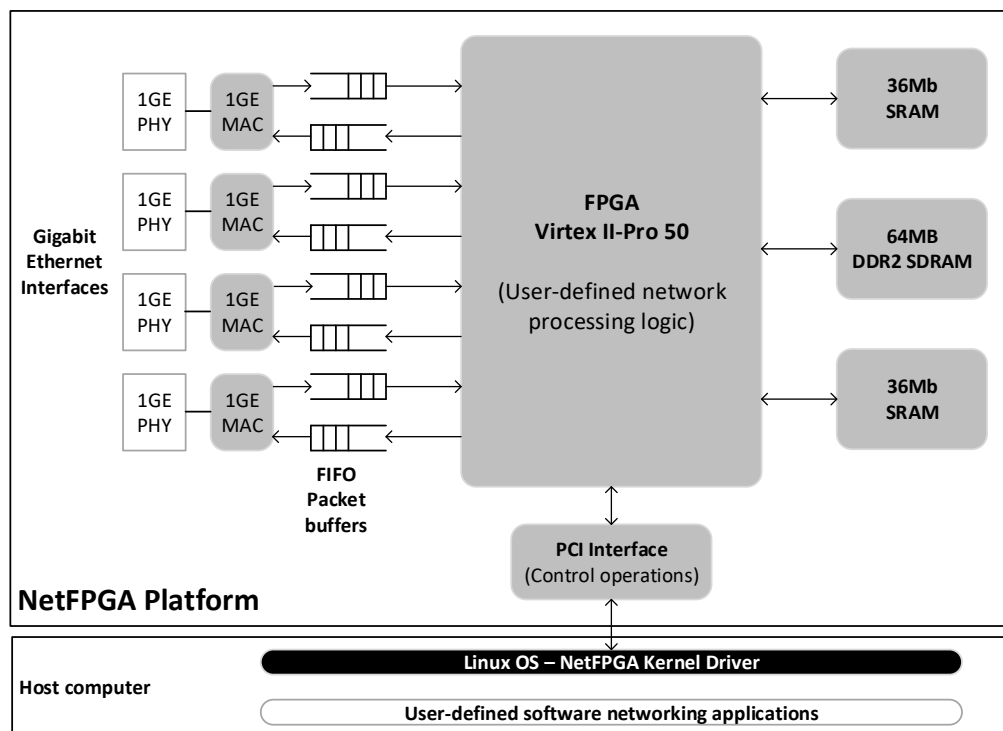 1GE
PHY
1GE
MAC
1GE
PHY
1GE
MAC
1GE
PHY
1GE
MAC
1GE
PHY
1GE
MAC
Gigabit
Ethernet
Interfaces
FIFO
Packet
buffers
FPGA
Virtex II-Pro 50
(User-defined network
processing logic)
36Mb
SRAM
64MB
DDR2 SDRAM
36Mb
SRAM
PCI Interface
(Control operations)
NetFPGA Platform
Linux OS – NetFPGA Kernel Driver
Host computer
User-defined software networking applications